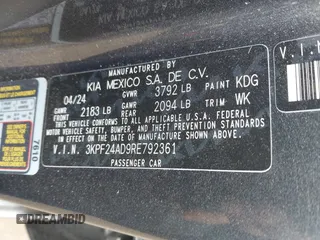 MANUFACTURED BY
KIA MEXICO S.A. DE C.V.
04/24 GVWR 3792 LB PAINT KDG
GAWR FRONT 2183 LB GAWR REAR 2094 LB TRIM WK
THIS VEHICLE CONFORMS TO ALL APPLICABLE
U.S.A. FEDERAL MOTOR VEHICLE SAFETY, BUMPER,
AND THEFT PREVENTION STANDARDS
IN EFFECT ON THE DATE OF MANUFACTURE SHOWN ABOVE.
V.I.N. 3KPF24AD9RE792361
PASSENGER CAR
V.I.N.
7610
DREAMBID